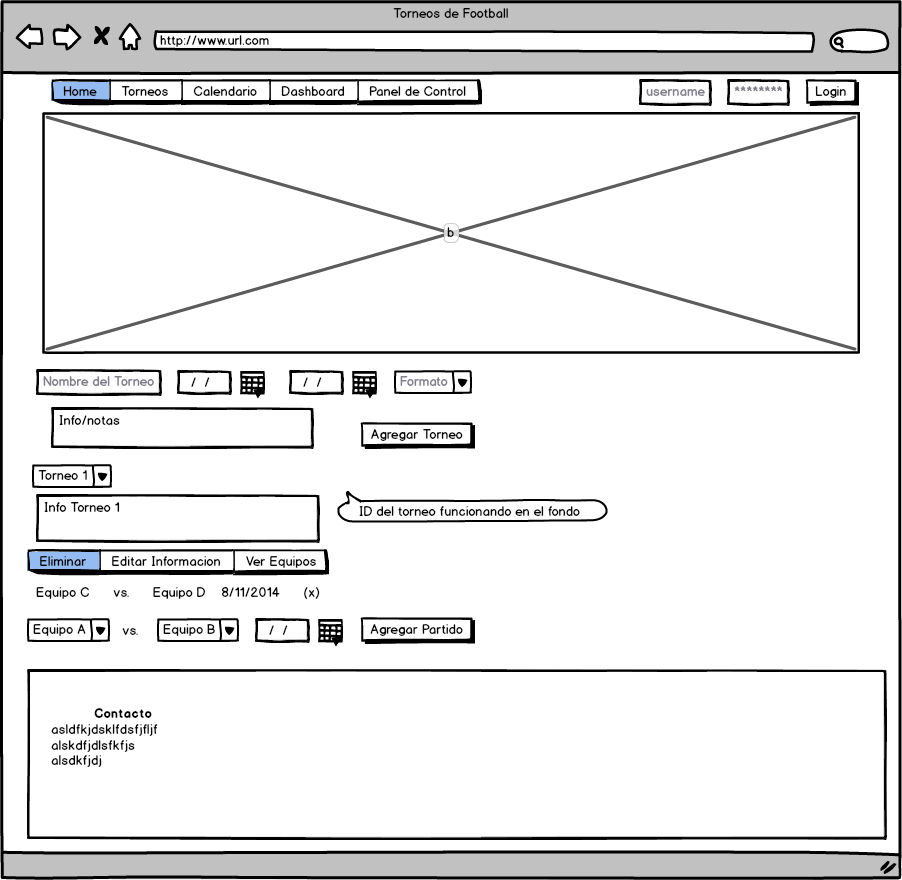 Torneos de Football
http://www.url.com
Home Torneos Calendario Dashboard Panel de Control username ******** Login
b
Nombre del Torneo / / / / Formato
Info/notas
Agregar Torneo
Torneo 1
Info Torneo 1
ID del torneo funcionando en el fondo
Eliminar Editar Informacion Ver Equipos
Equipo C vs. Equipo D 8/11/2014 (x)
Equipo A vs. Equipo B / / Agregar Partido
Contacto
asldfkjdsklfdsfjfljf
alskdfjdlsfkfjs
alsdkfjdj